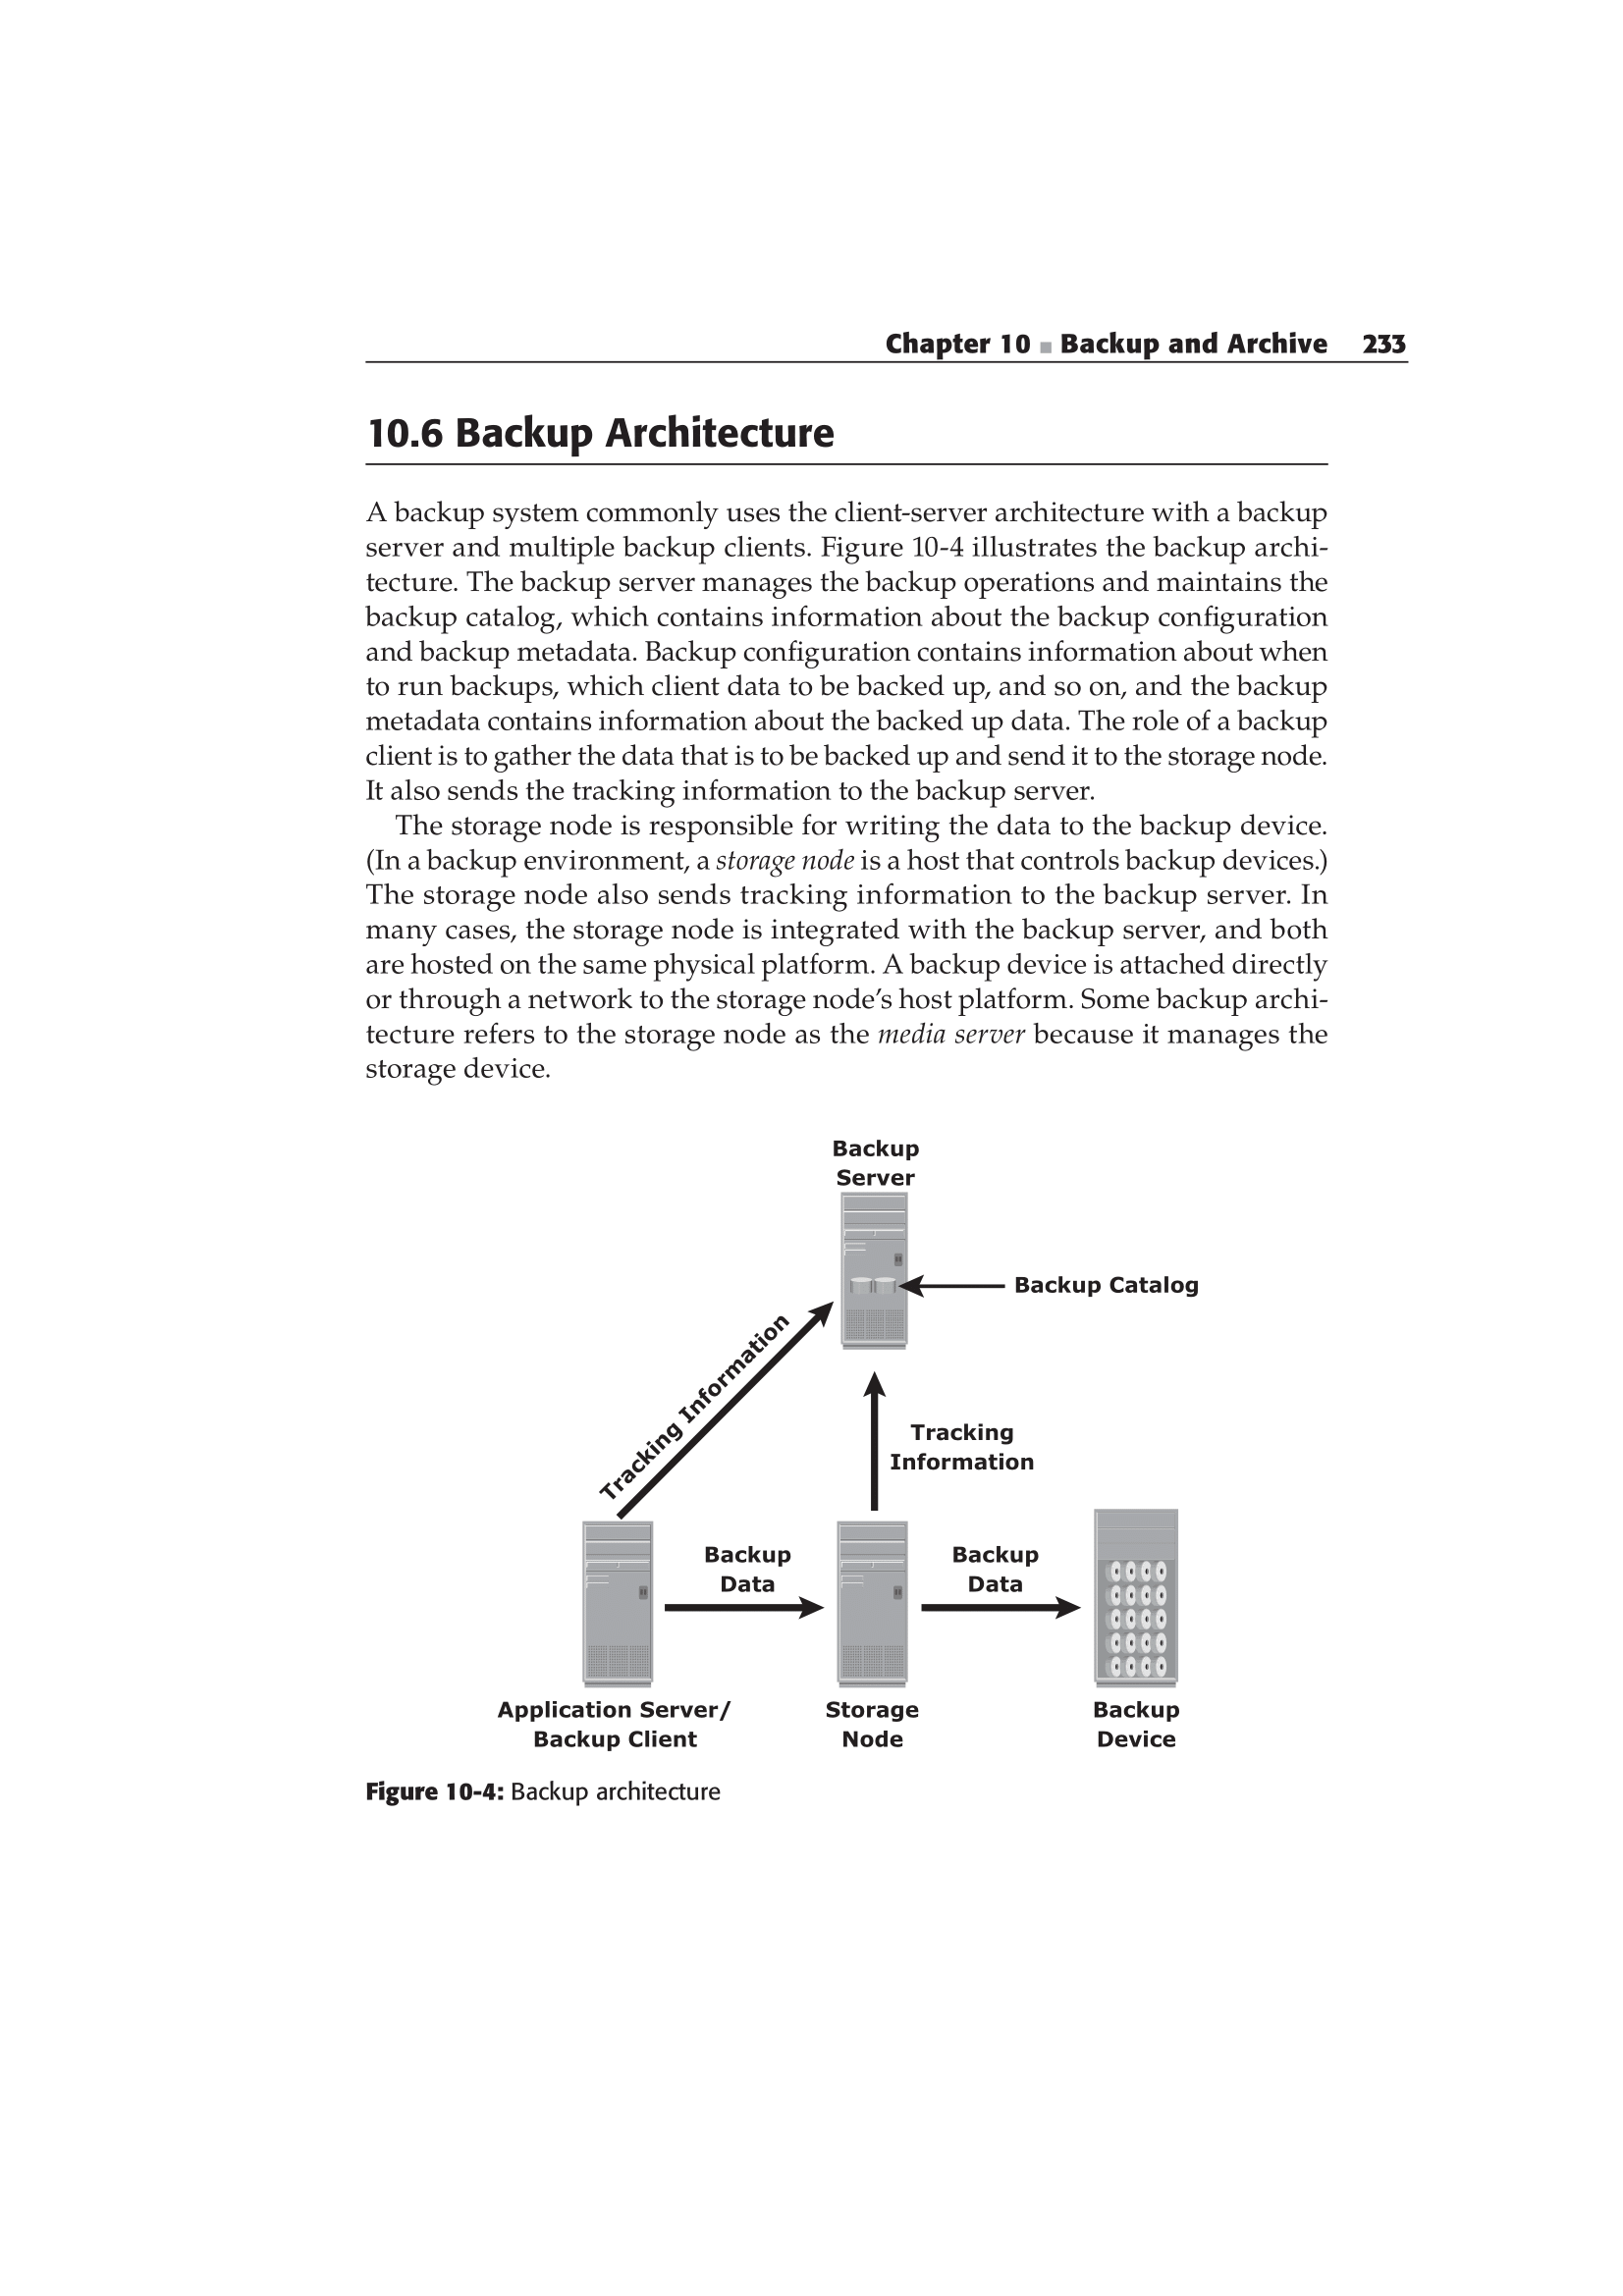 Chapter 10 ■ Backup and Archive 233
10.6 Backup Architecture
A backup system commonly uses the client-server architecture with a backup
server and multiple backup clients. Figure 10-4 illustrates the backup archi-
tecture. The backup server manages the backup operations and maintains the
backup catalog, which contains information about the backup configuration
and backup metadata. Backup configuration contains information about when
to run backups, which client data to be backed up, and so on, and the backup
metadata contains information about the backed up data. The role of a backup
client is to gather the data that is to be backed up and send it to the storage node.
It also sends the tracking information to the backup server.
The storage node is responsible for writing the data to the backup device.
(In a backup environment, a storage node is a host that controls backup devices.)
The storage node also sends tracking information to the backup server. In
many cases, the storage node is integrated with the backup server, and both
are hosted on the same physical platform. A backup device is attached directly
or through a network to the storage node’s host platform. Some backup archi-
tecture refers to the storage node as the media server because it manages the
storage device.
Backup
Server
Backup Catalog
Tracking Information
Tracking
Information
Backup
Data
Backup
Data
Application Server/
Backup Client
Storage
Node
Backup
Device
Figure 10-4: Backup architecture